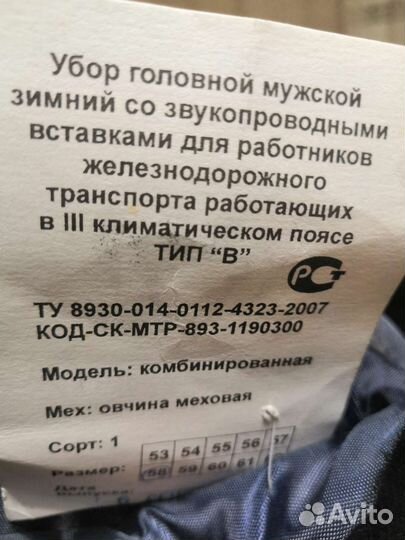 Убор головной мужской
зимний со звукопроводными
вставками для работников
железнодорожного
транспорта работающих
в III климатическом поясе
ТИП “В”
РСТ
ТУ 8930-014-0112-4323-2007
КОД-СК-МТР-893-1190300
Модель: комбинированная
Мех: овчина меховая
Сорт: 1
53 54 55 56 57
Размер: 58 59 60 61
Дата
выпуска:
Avito